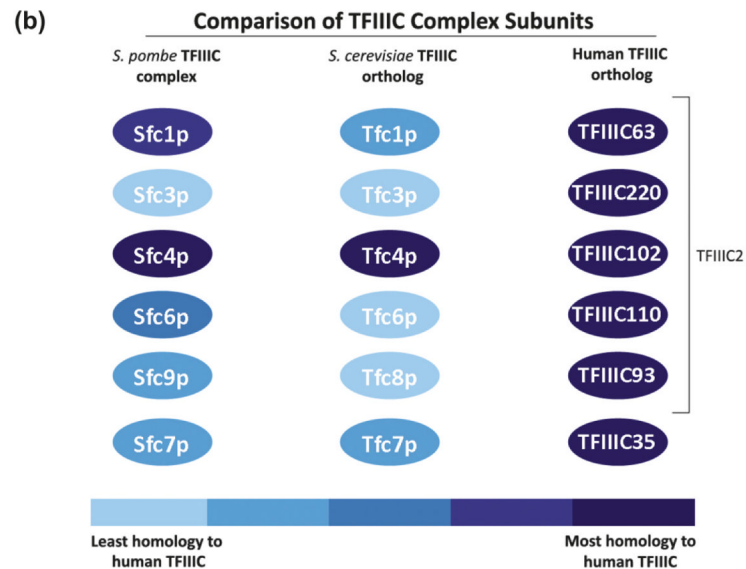 (b)
Comparison of TFIIIC Complex Subunits
S. pombe TFIIIC
complex
S. cerevisiae TFIIIC
ortholog
Human TFIIIC
ortholog
Sfc1p Tfc1p TFIIIC63
Sfc3p Tfc3p TFIIIC220
Sfc4p Tfc4p TFIIIC102
TFIIIC2
Sfc6p Tfc6p TFIIIC110
Sfc9p Tfc8p TFIIIC93
Sfc7p Tfc7p TFIIIC35
Least homology to
human TFIIIC
Most homology to
human TFIIIC